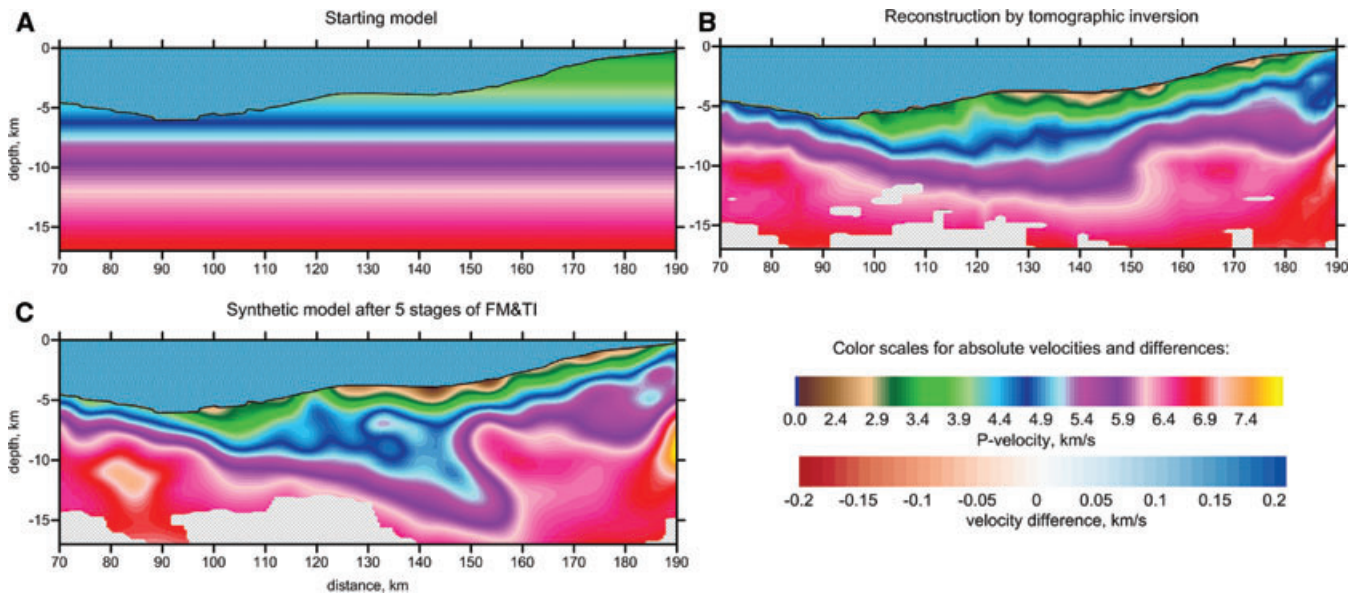 A
Starting model
0
-5
-10
-15
depth, km
70 80 90 100 110 120 130 140 150 160 170 180 190
B
Reconstruction by tomographic inversion
0
-5
-10
-15
70 80 90 100 110 120 130 140 150 160 170 180 190
C
Synthetic model after 5 stages of FM&TI
0
-5
-10
-15
depth, km
70 80 90 100 110 120 130 140 150 160 170 180 190
distance, km
Color scales for absolute velocities and differences:
0.0 2.4 2.9 3.4 3.9 4.4 4.9 5.4 5.9 6.4 6.9 7.4
P-velocity, km/s
-0.2 -0.15 -0.1 -0.05 0 0.05 0.1 0.15 0.2
velocity difference, km/s